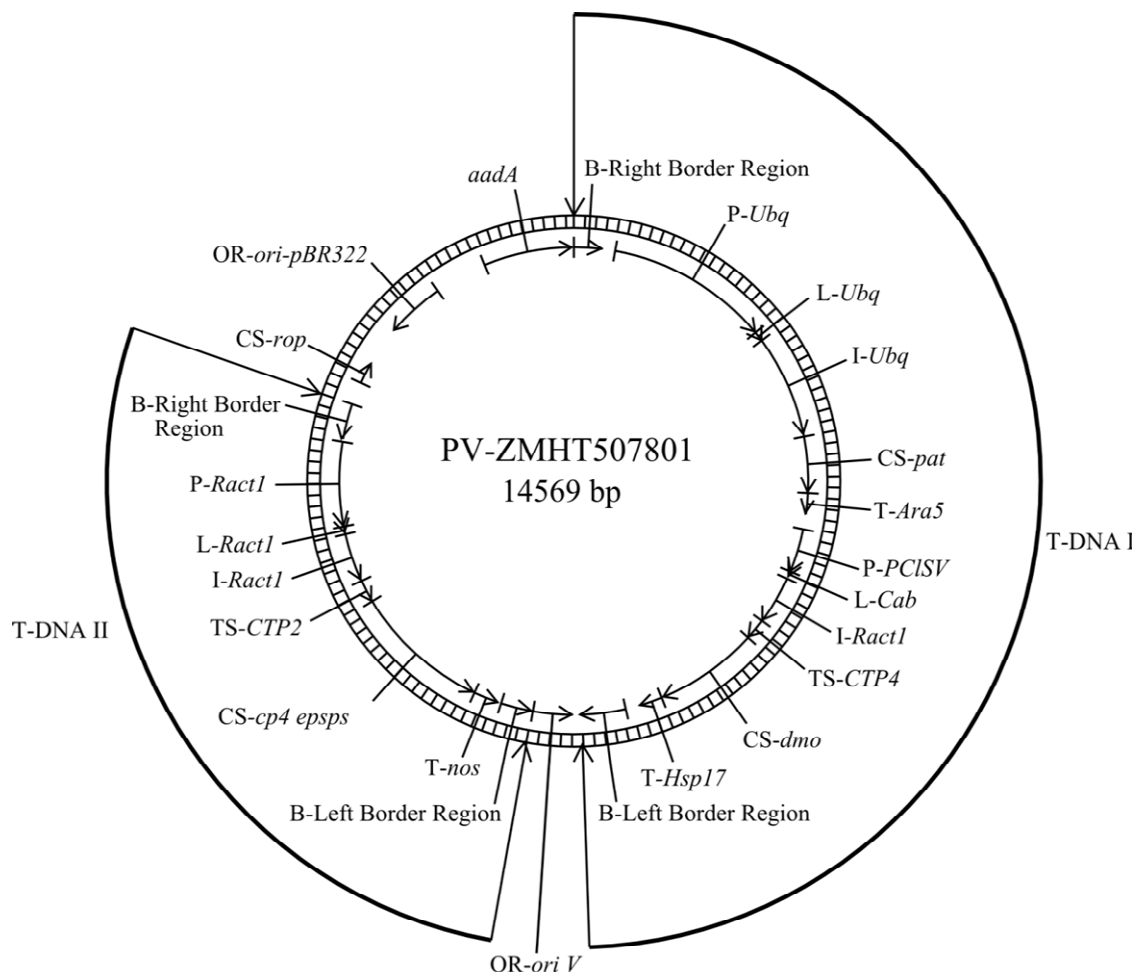 aadA
B-Right Border Region
P-Ubq
OR-ori-pBR322
L-Ubq
CS-rop
I-Ubq
B-Right Border
Region
PV-ZMHT507801
14569 bp
CS-pat
P-Ract1
T-Ara5
L-Ract1
T-DNA I
P-PClSV
I-Ract1
L-Cab
T-DNA II
TS-CTP2
I-Ract1
TS-CTP4
CS-cp4 epsps
CS-dmo
T-nos
T-Hsp17
B-Left Border Region
B-Left Border Region
OR-ori V